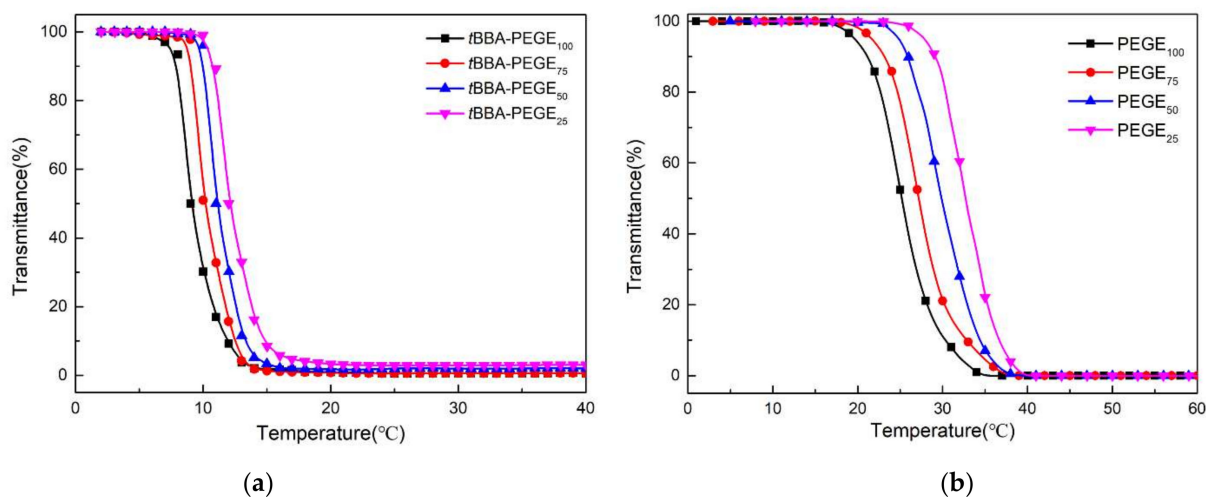 Transmittance(%)
100
80
60
40
20
0
tBBA-PEGE100
tBBA-PEGE75
tBBA-PEGE50
tBBA-PEGE25
0 10 20 30 40
Temperature(℃)
(a)
Transmittance(%)
100
80
60
40
20
0
PEGE100
PEGE75
PEGE50
PEGE25
0 10 20 30 40 50 60
Temperature(℃)
(b)